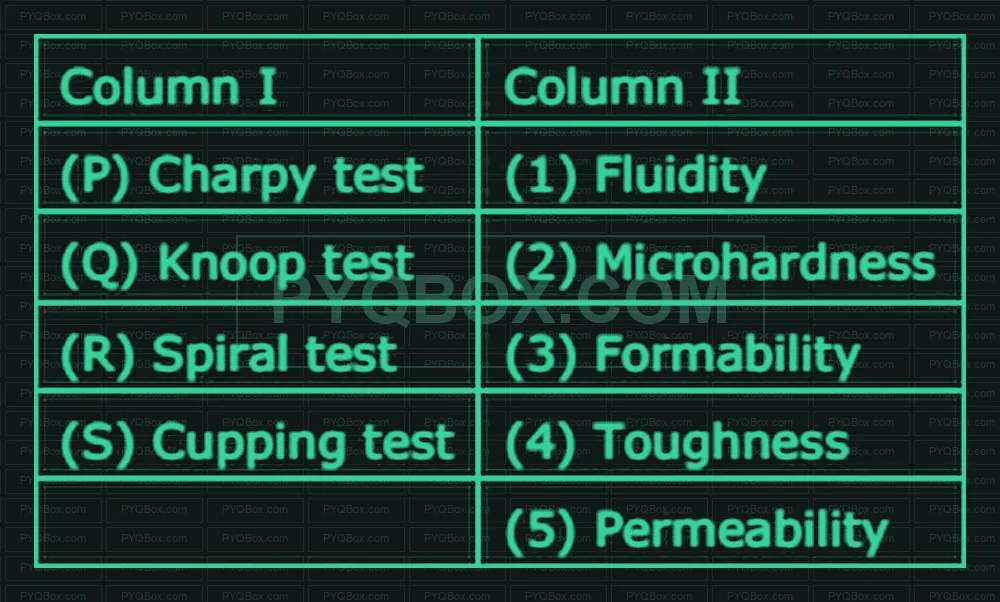 Column I Column II
(P) Charpy test (1) Fluidity
(Q) Knoop test (2) Microhardness
PYQBOX.COM
(R) Spiral test (3) Formability
(S) Cupping test (4) Toughness
(5) Permeability